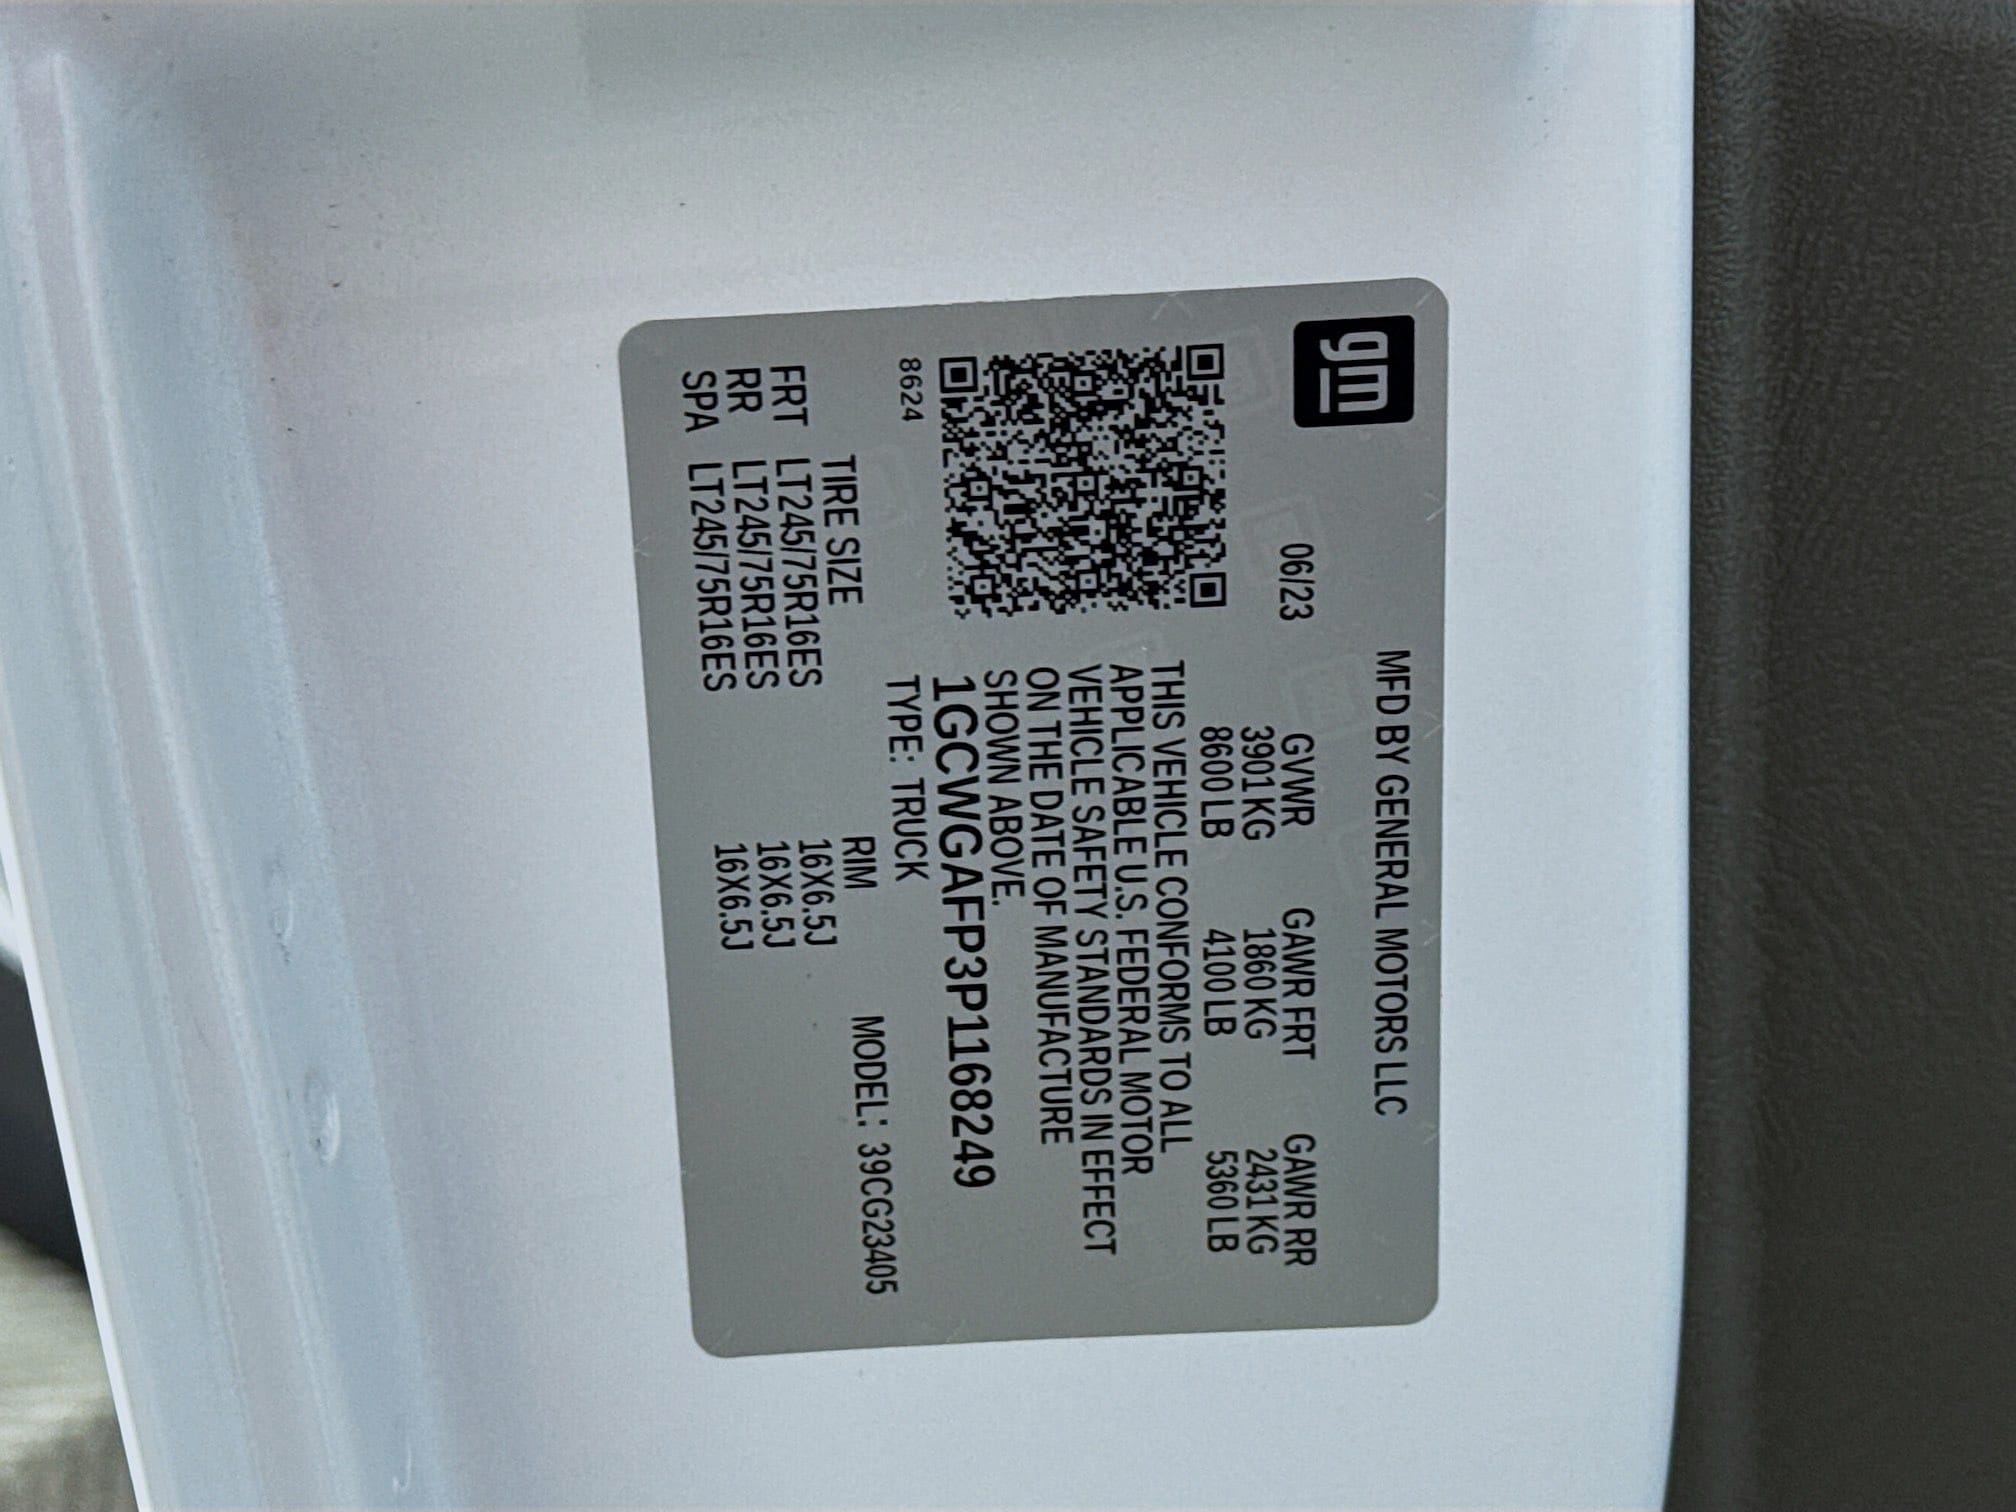 gm
MFD BY GENERAL MOTORS LLC
06/23 GVWR GAWR FRT GAWR RR
3901 KG 1860 KG 2431 KG
8600 LB 4100 LB 5360 LB
THIS VEHICLE CONFORMS TO ALL
APPLICABLE U.S. FEDERAL MOTOR
VEHICLE SAFETY STANDARDS IN EFFECT
ON THE DATE OF MANUFACTURE
SHOWN ABOVE.
1GCWGAFP3P1168249
8624 TYPE: TRUCK
MODEL: 39CG23405
TIRE SIZE RIM
FRT LT245/75R16ES 16X6.5J
RR LT245/75R16ES 16X6.5J
SPA LT245/75R16ES 16X6.5J